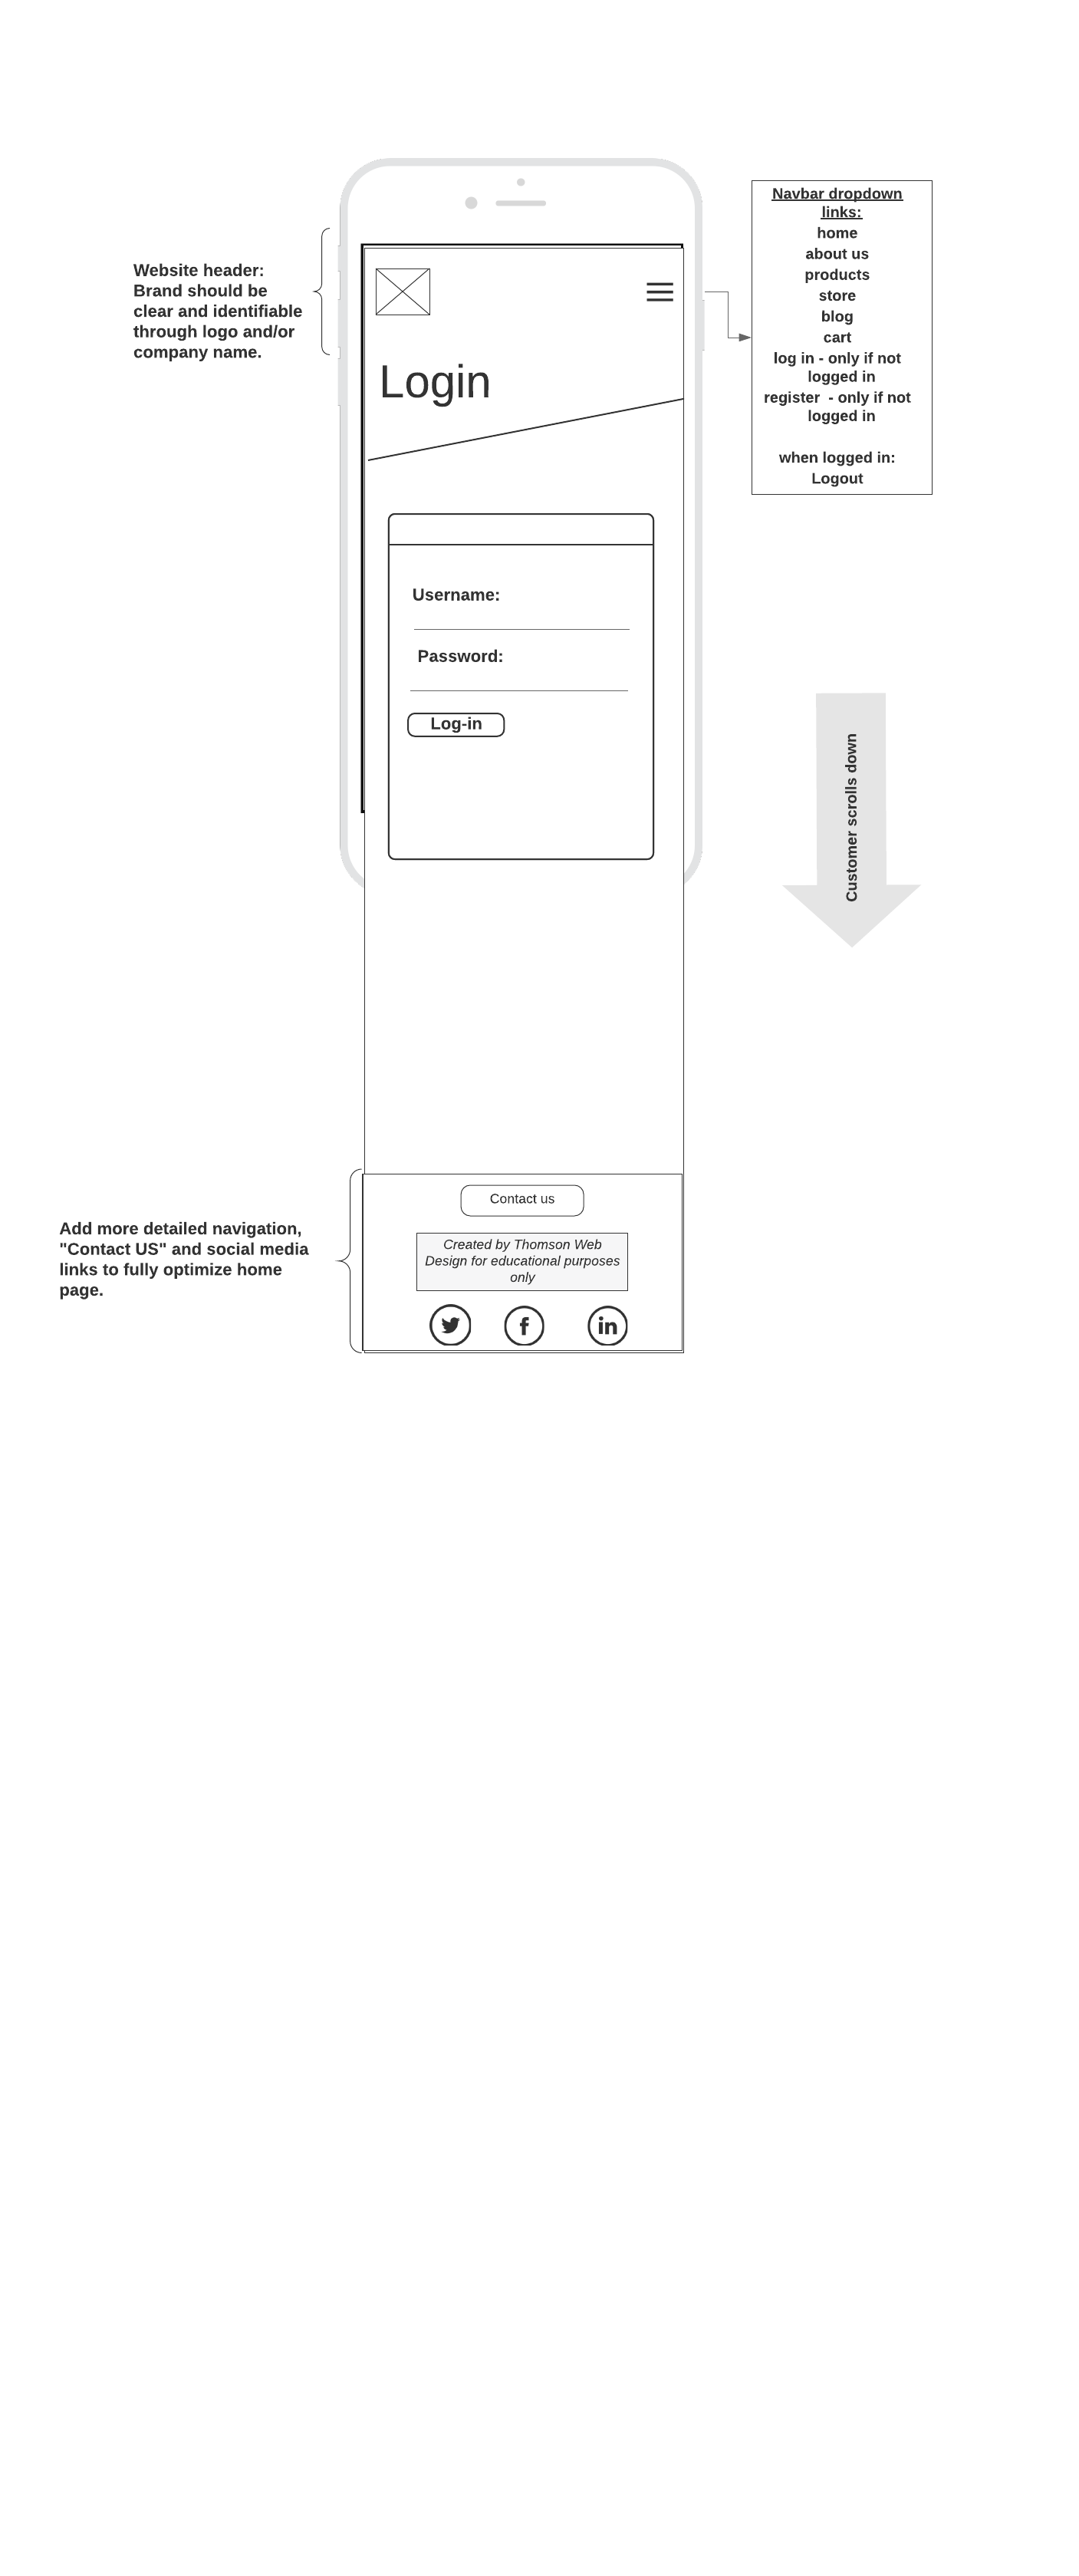 Navbar dropdown
links:
home
about us
products
store
blog
cart
log in - only if not
logged in
register  - only if not
logged in
when logged in:
Logout
Website header:
Brand should be
clear and identifiable
through logo and/or
company name.
Login
Username:
Password:
Log-in
Customer scrolls down
Add more detailed navigation,
"Contact US" and social media
links to fully optimize home
page.
Contact us
Created by Thomson Web
Design for educational purposes
only
f
in